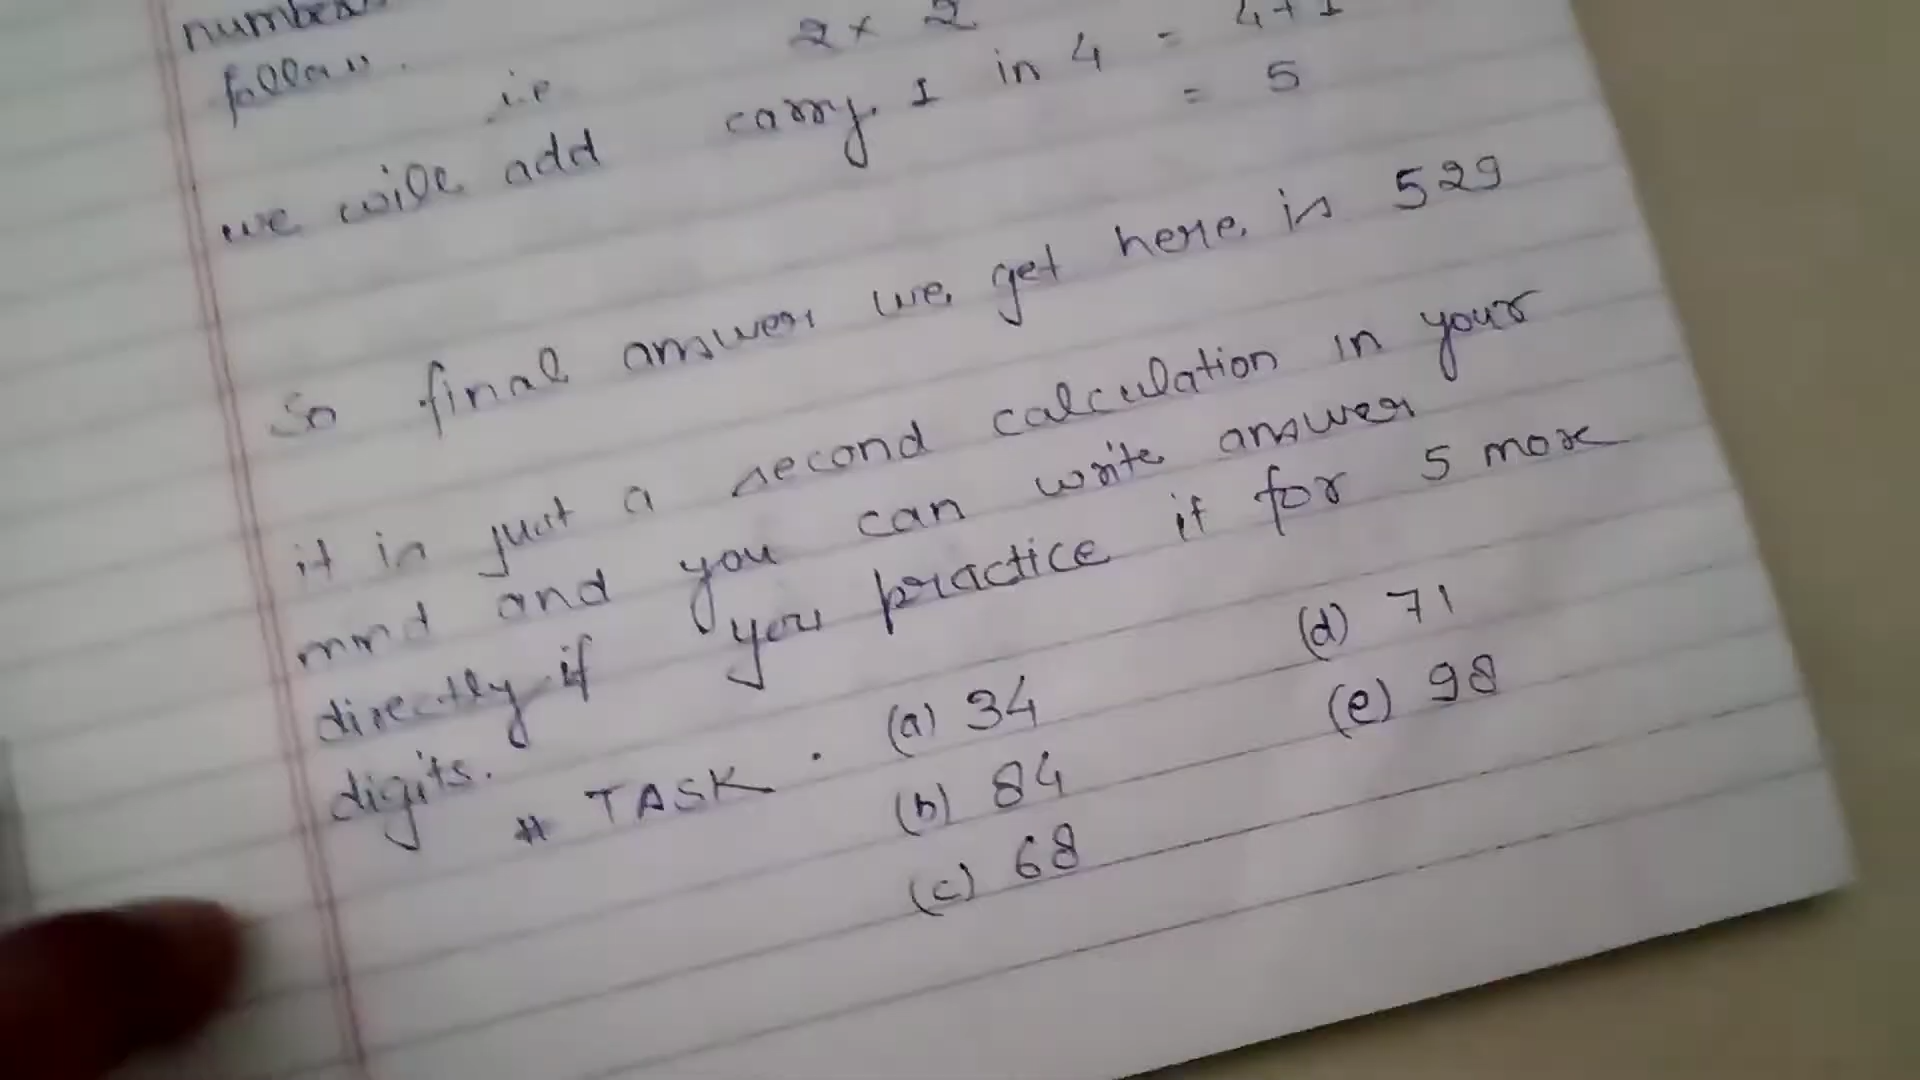 number
follow.
i.e 2 x 2 = 4+1
we will add carry 1 in 4 = 5
So final answer we get here is 529
it is just a second calculation in your
mind and you can write answer
directly if you practice it for 5 more
digits.
# TASK . (a) 34 (d) 71
(b) 84 (e) 98
(c) 68